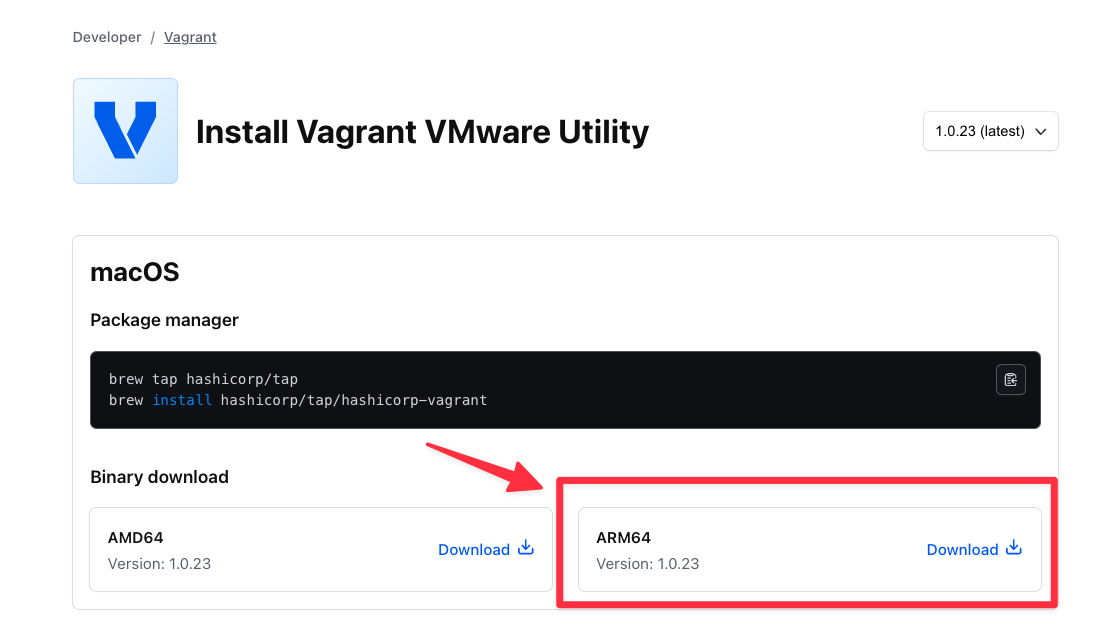 Developer / Vagrant
Install Vagrant VMware Utility
1.0.23 (latest)
macOS
Package manager
brew tap hashicorp/tap
brew install hashicorp/tap/hashicorp-vagrant
Binary download
AMD64
Version: 1.0.23
Download
ARM64
Version: 1.0.23
Download